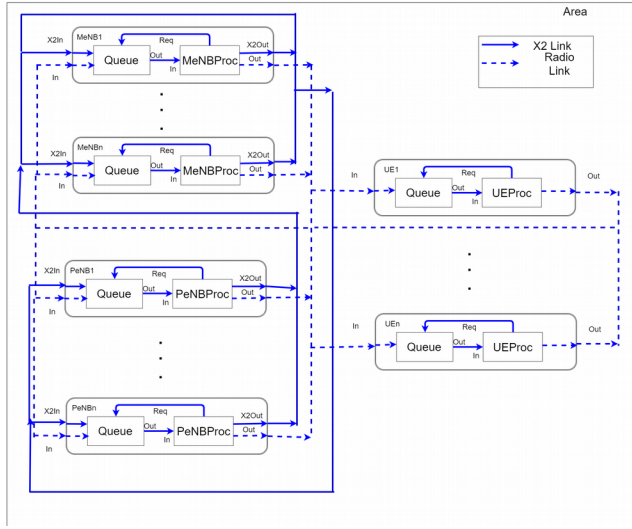 Area
MeNB1
Req
X2In
X2Out
Queue
Out
MeNBProc
Out
In
In
X2 Link
Radio
Link
MeNBn
Req
X2In
X2Out
Queue
Out
MeNBProc
Out
In
In
UE1
Req
In
Queue
Out
UEProc
Out
In
PeNB1
X2In
Req
X2Out
Queue
Out
PeNBProc
Out
In
In
UEn
Req
In
Queue
Out
UEProc
Out
In
PeNBn
X2In
Req
X2Out
Queue
Out
PeNBProc
Out
In
In